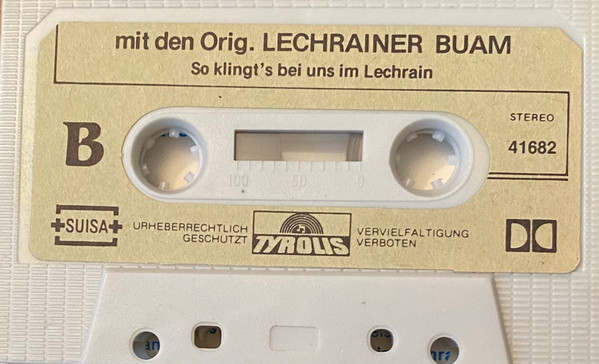 mit den Orig. LECHRAINER BUAM
So klingt's bei uns im Lechrain
STEREO
41682
B
100 50 0
SUISA
URHEBERRECHTLICH
GESCHÜTZT
TYROLIS
VERVIELFALTIGUNG
VERBOTEN